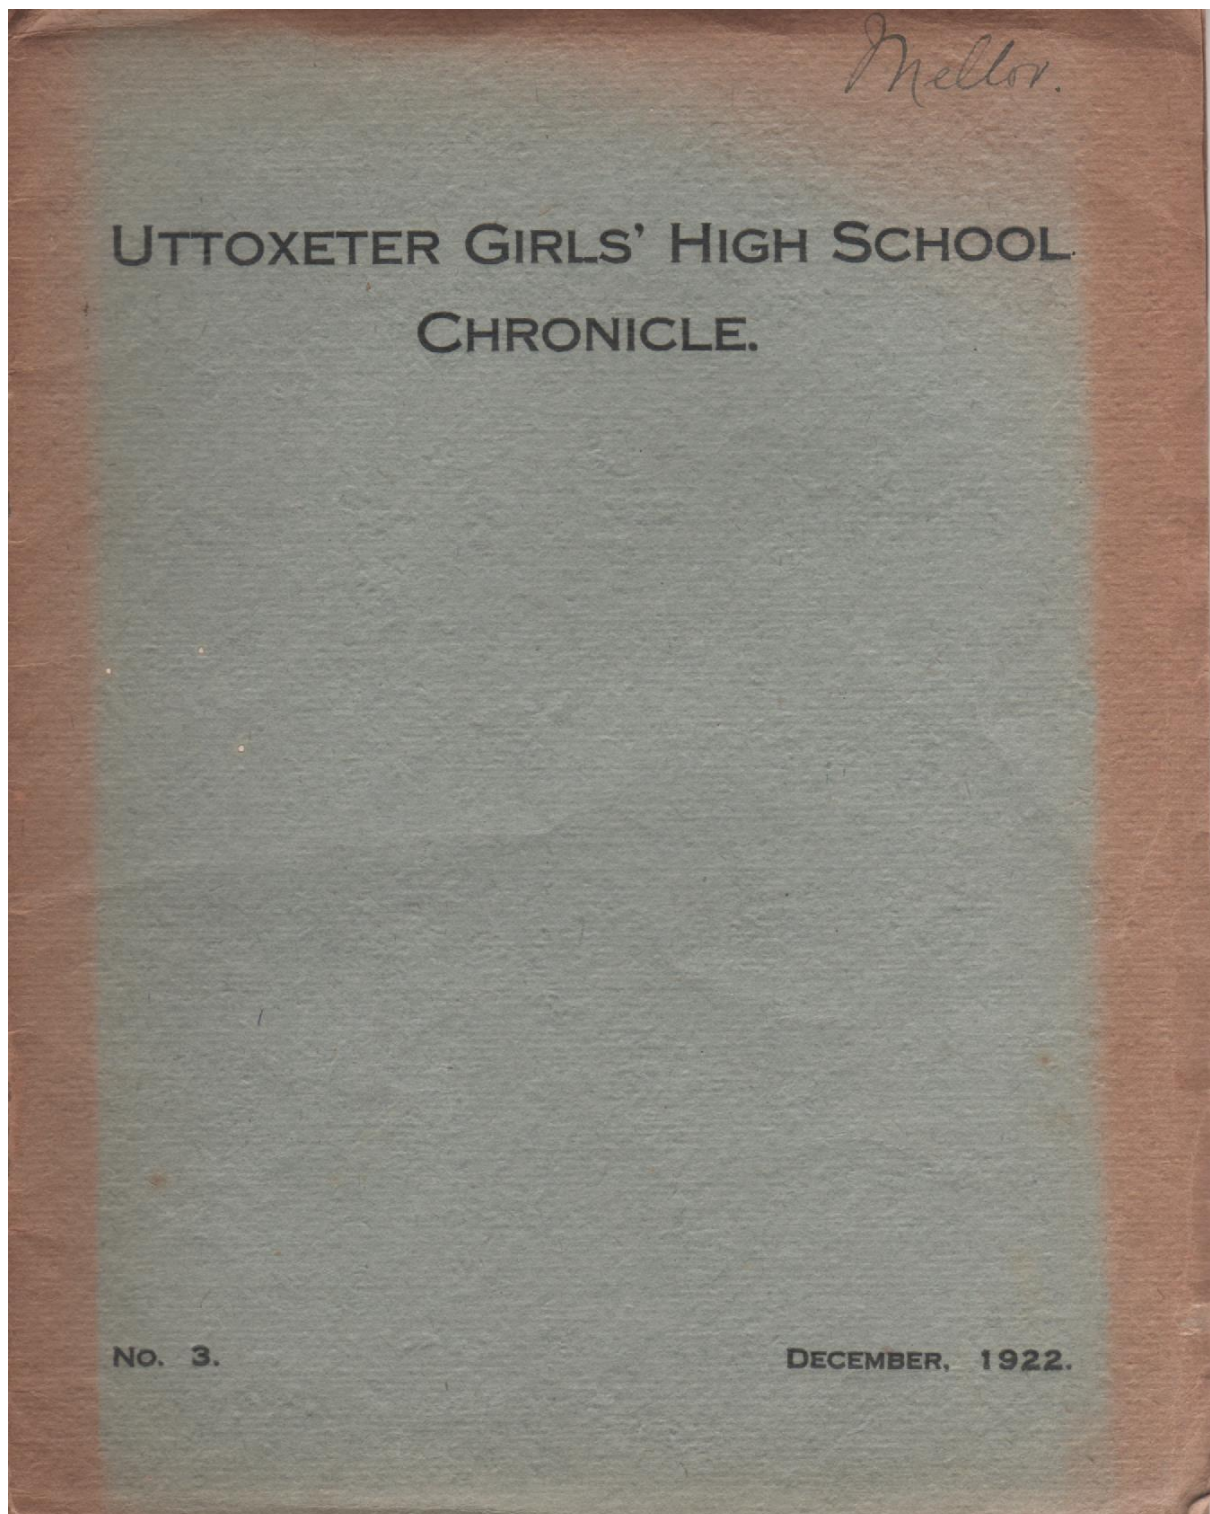 Mellor.
UTTOXETER GIRLS' HIGH SCHOOL
CHRONICLE.
No. 3.
DECEMBER, 1922.